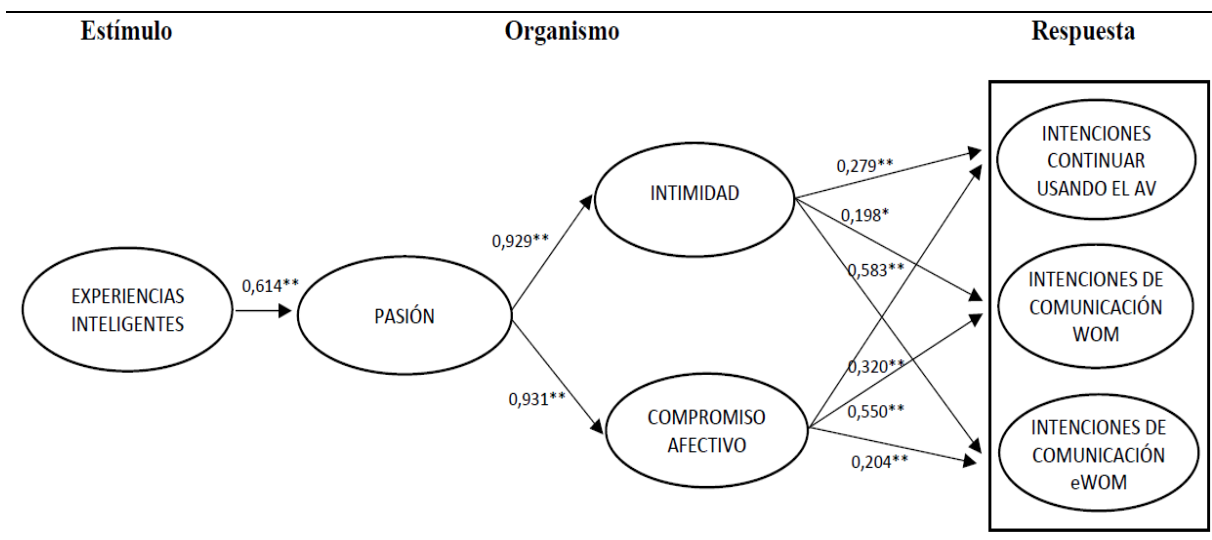 Estímulo
Organismo
Respuesta
EXPERIENCIAS
INTELIGENTES
0,614**
PASIÓN
0,929**
0,931**
INTIMIDAD
COMPROMISO
AFECTIVO
0,279**
0,198*
0,583**
0,320**
0,550**
0,204**
INTENCIONES
CONTINUAR
USANDO EL AV
INTENCIONES DE
COMUNICACIÓN
WOM
INTENCIONES DE
COMUNICACIÓN
eWOM